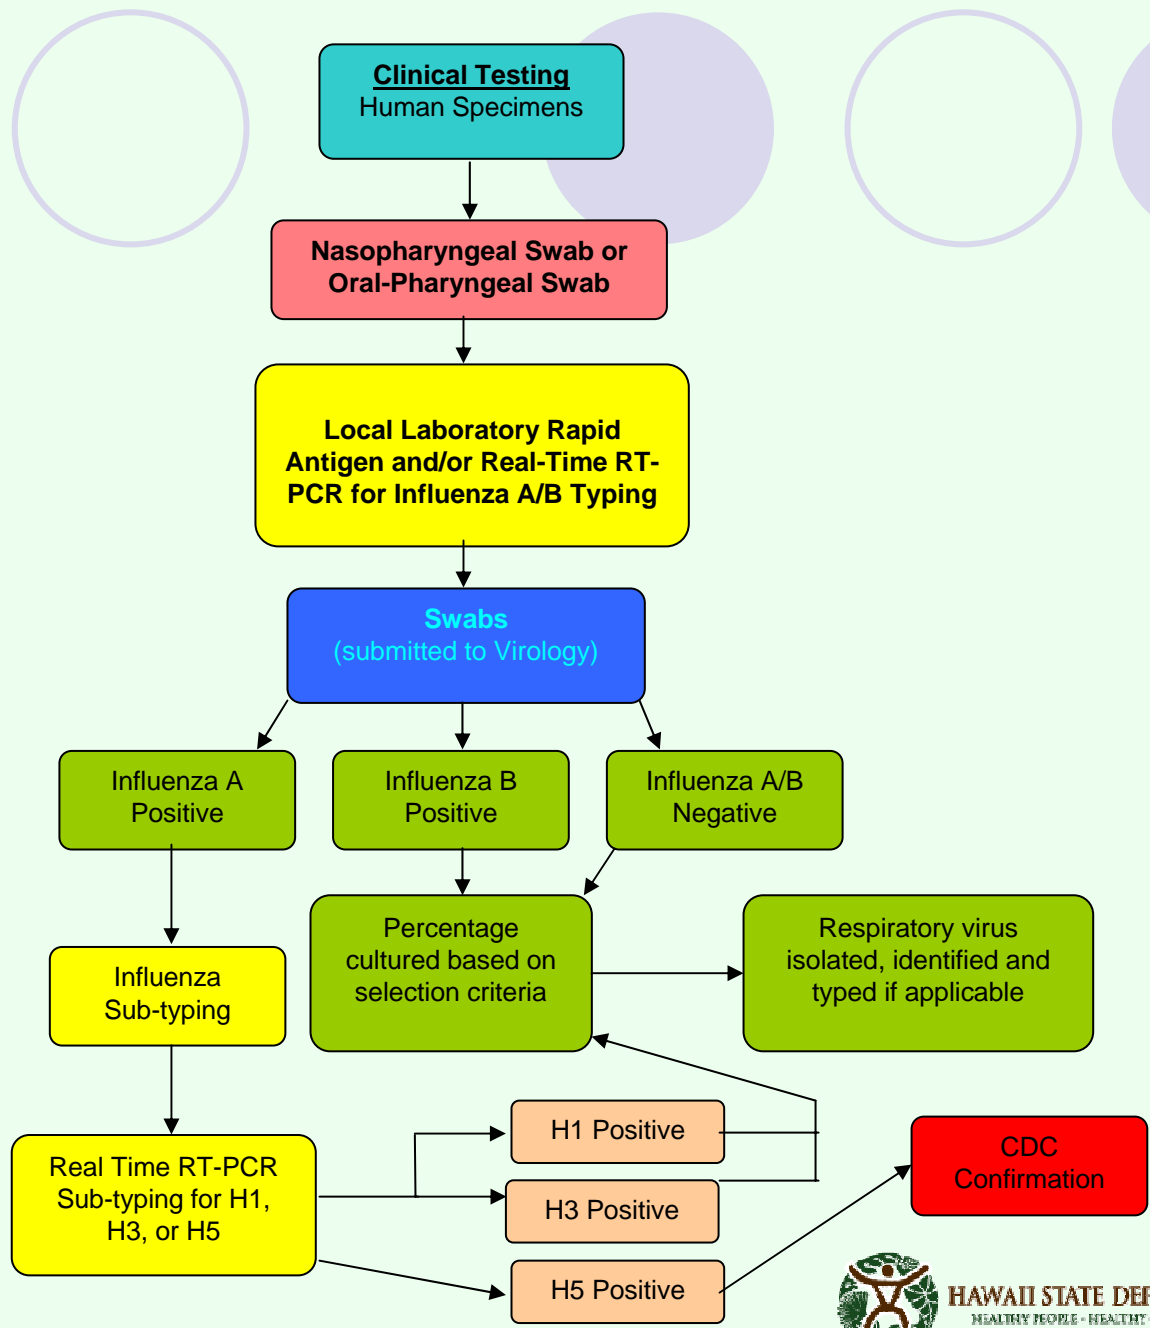 Clinical Testing
Human Specimens
Nasopharyngeal Swab or
Oral-Pharyngeal Swab
Local Laboratory Rapid
Antigen and/or Real-Time RT-
PCR for Influenza A/B Typing
Swabs
(submitted to Virology)
Influenza A
Positive
Influenza B
Positive
Influenza A/B
Negative
Percentage
cultured based on
selection criteria
Respiratory virus
isolated, identified and
typed if applicable
Influenza
Sub-typing
Real Time RT-PCR
Sub-typing for H1,
H3, or H5
H1 Positive
H3 Positive
H5 Positive
CDC
Confirmation
HAWAII STATE DEP
HEALTHY PEOPLE - HEALTHY